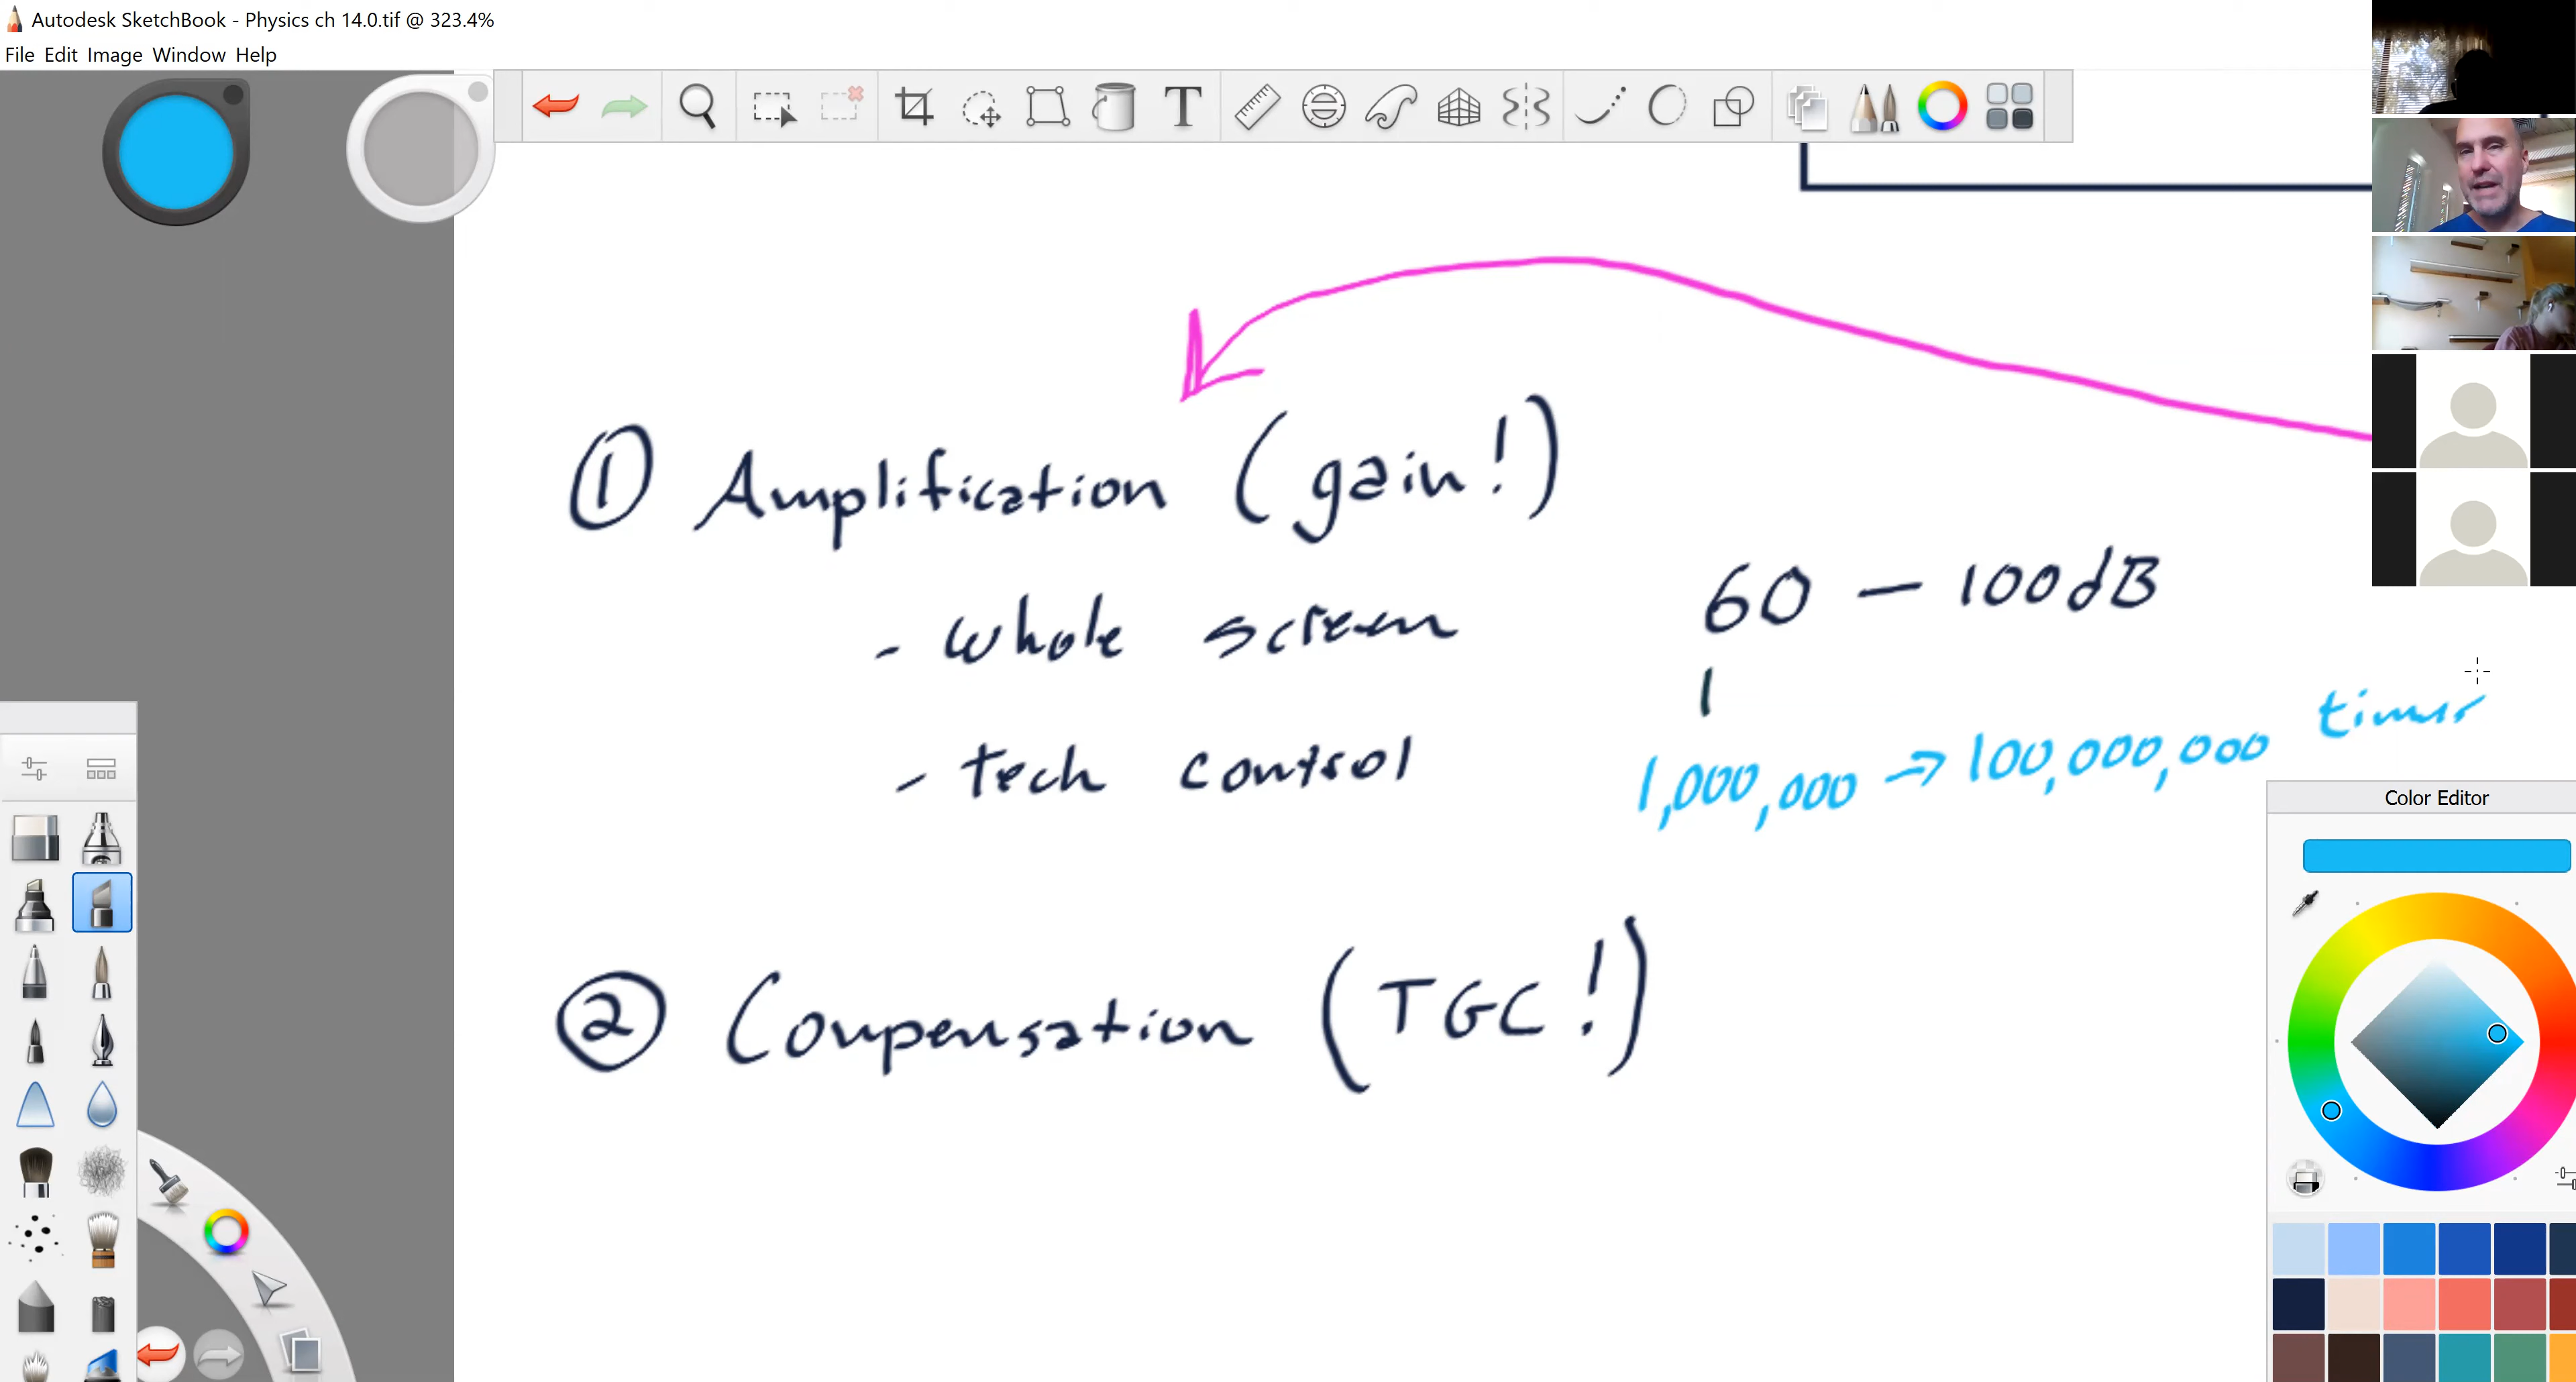 Autodesk SketchBook - Physics ch 14.0.tif @ 323.4%
File Edit Image Window Help
① Amplification (gain!)
60 - 100dB
- whole screen
1,000,000 → 100,000,000 times
- tech control
Color Editor
② Compensation (TGC!)